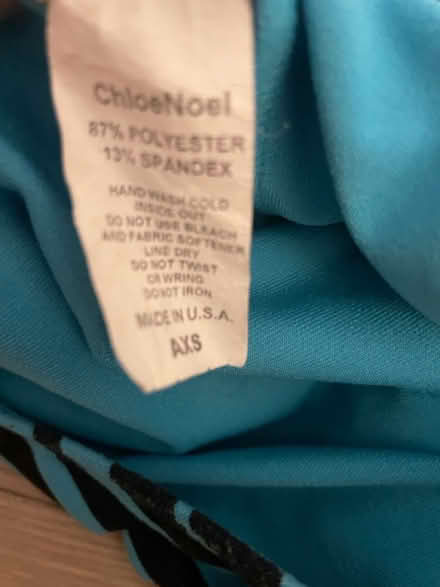 ChloeNoel
87% POLYESTER
13% SPANDEX
HAND WASH COLD
INSIDE OUT
DO NOT USE BLEACH
AND FABRIC SOFTENER
LINE DRY
DO NOT TWIST
OR WRING
DO NOT IRON
MADE IN U.S.A.
AXS